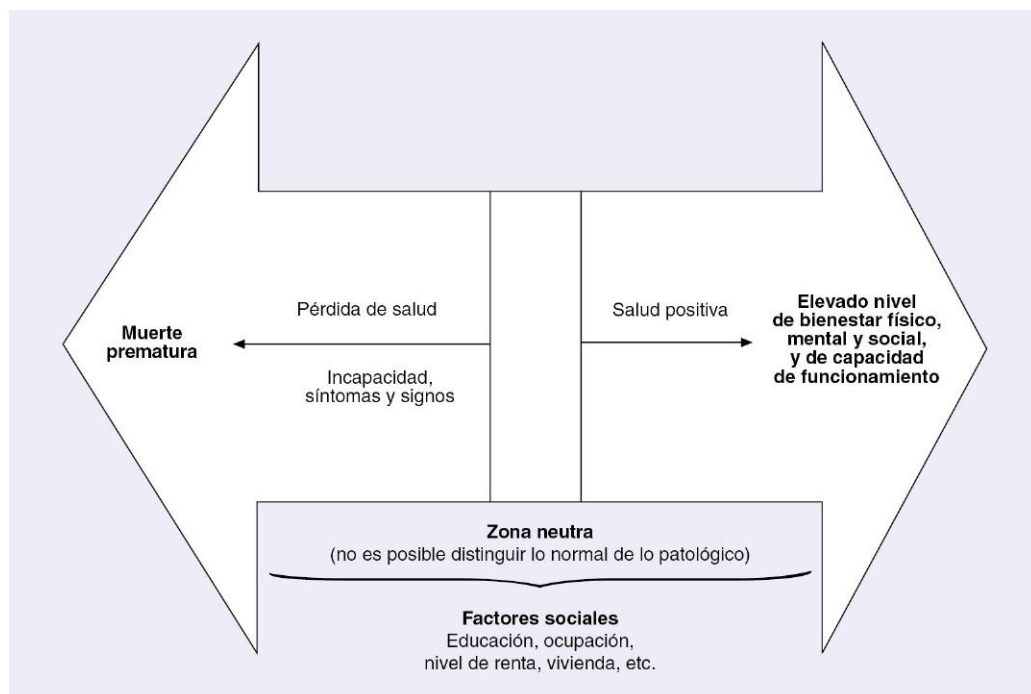 Muerte
prematura
Pérdida de salud
Incapacidad,
síntomas y signos
Salud positiva
Elevado nivel
de bienestar físico,
mental y social,
y de capacidad
de funcionamiento
Zona neutra
(no es posible distinguir lo normal de lo patológico)
Factores sociales
Educación, ocupación,
nivel de renta, vivienda, etc.